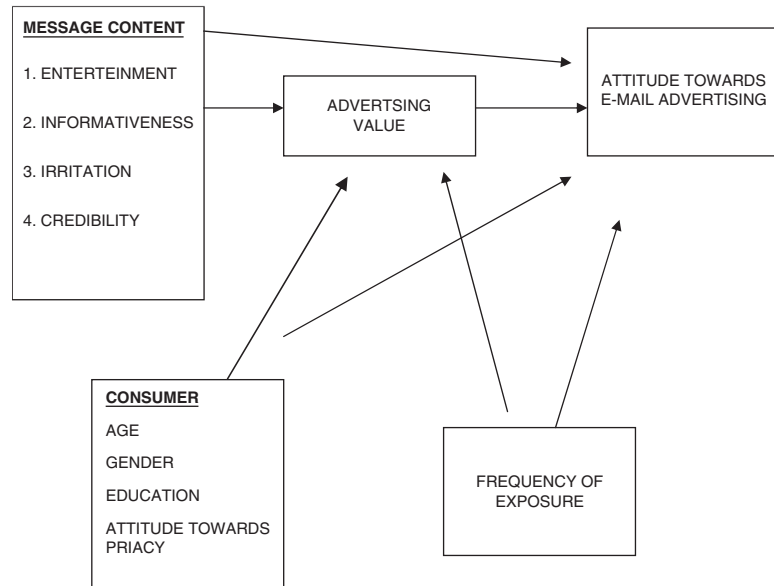 MESSAGE CONTENT
1. ENTERTEINMENT
2. INFORMATIVENESS
3. IRRITATION
4. CREDIBILITY
ADVERTSING
VALUE
ATTITUDE TOWARDS
E-MAIL ADVERTISING
CONSUMER
AGE
GENDER
EDUCATION
ATTITUDE TOWARDS
PRIACY
FREQUENCY OF
EXPOSURE